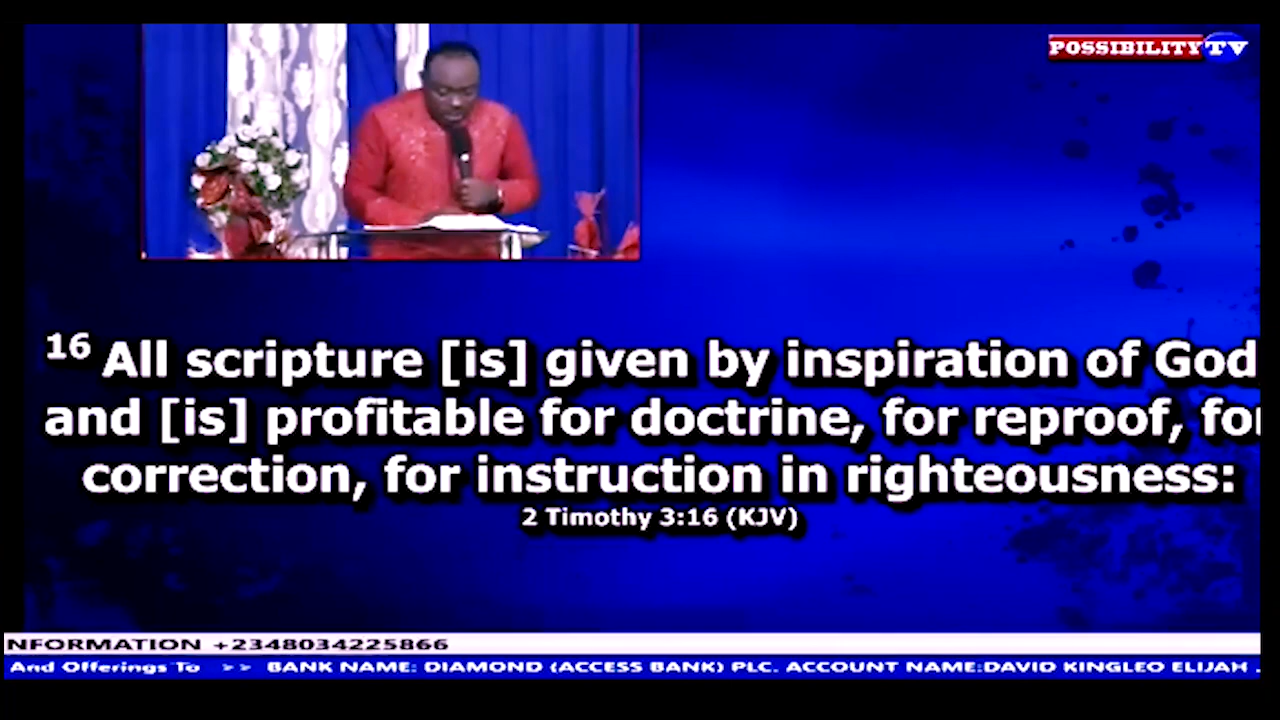 POSSIBILITY TV
16 All scripture [is] given by inspiration of God
and [is] profitable for doctrine, for reproof, for
correction, for instruction in righteousness:
2 Timothy 3:16 (KJV)
NFORMATION +2348034225866
And Offerings To >> BANK NAME: DIAMOND (ACCESS BANK) PLC. ACCOUNT NAME:DAVID KINGLEO ELIJAH .